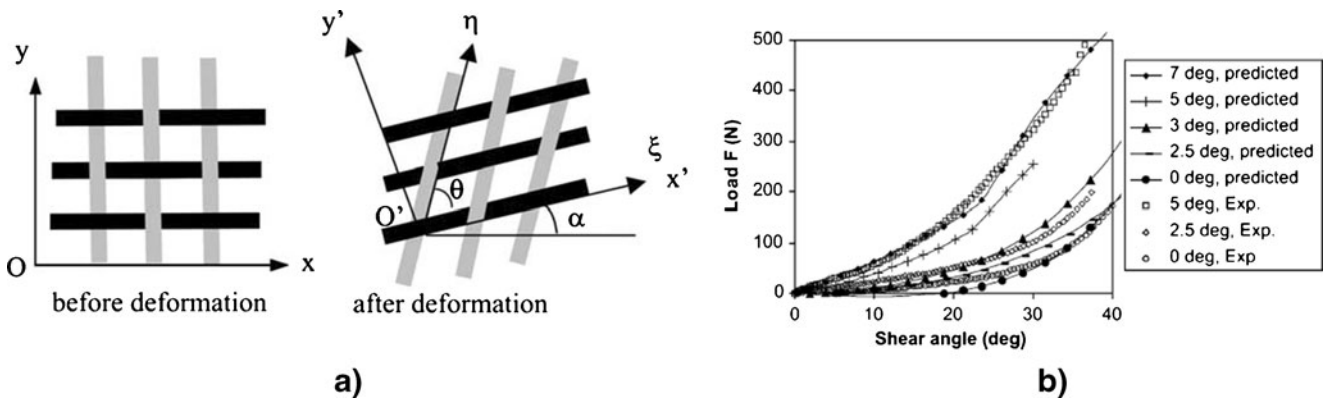 y
O
x
before deformation
y'
η
ξ
x'
θ
O'
α
after deformation
a)
Load F (N)
500
400
300
200
100
0
0 10 20 30 40
Shear angle (deg)
7 deg, predicted
5 deg, predicted
3 deg, predicted
2.5 deg, predicted
0 deg, predicted
5 deg, Exp.
2.5 deg, Exp.
0 deg, Exp
b)